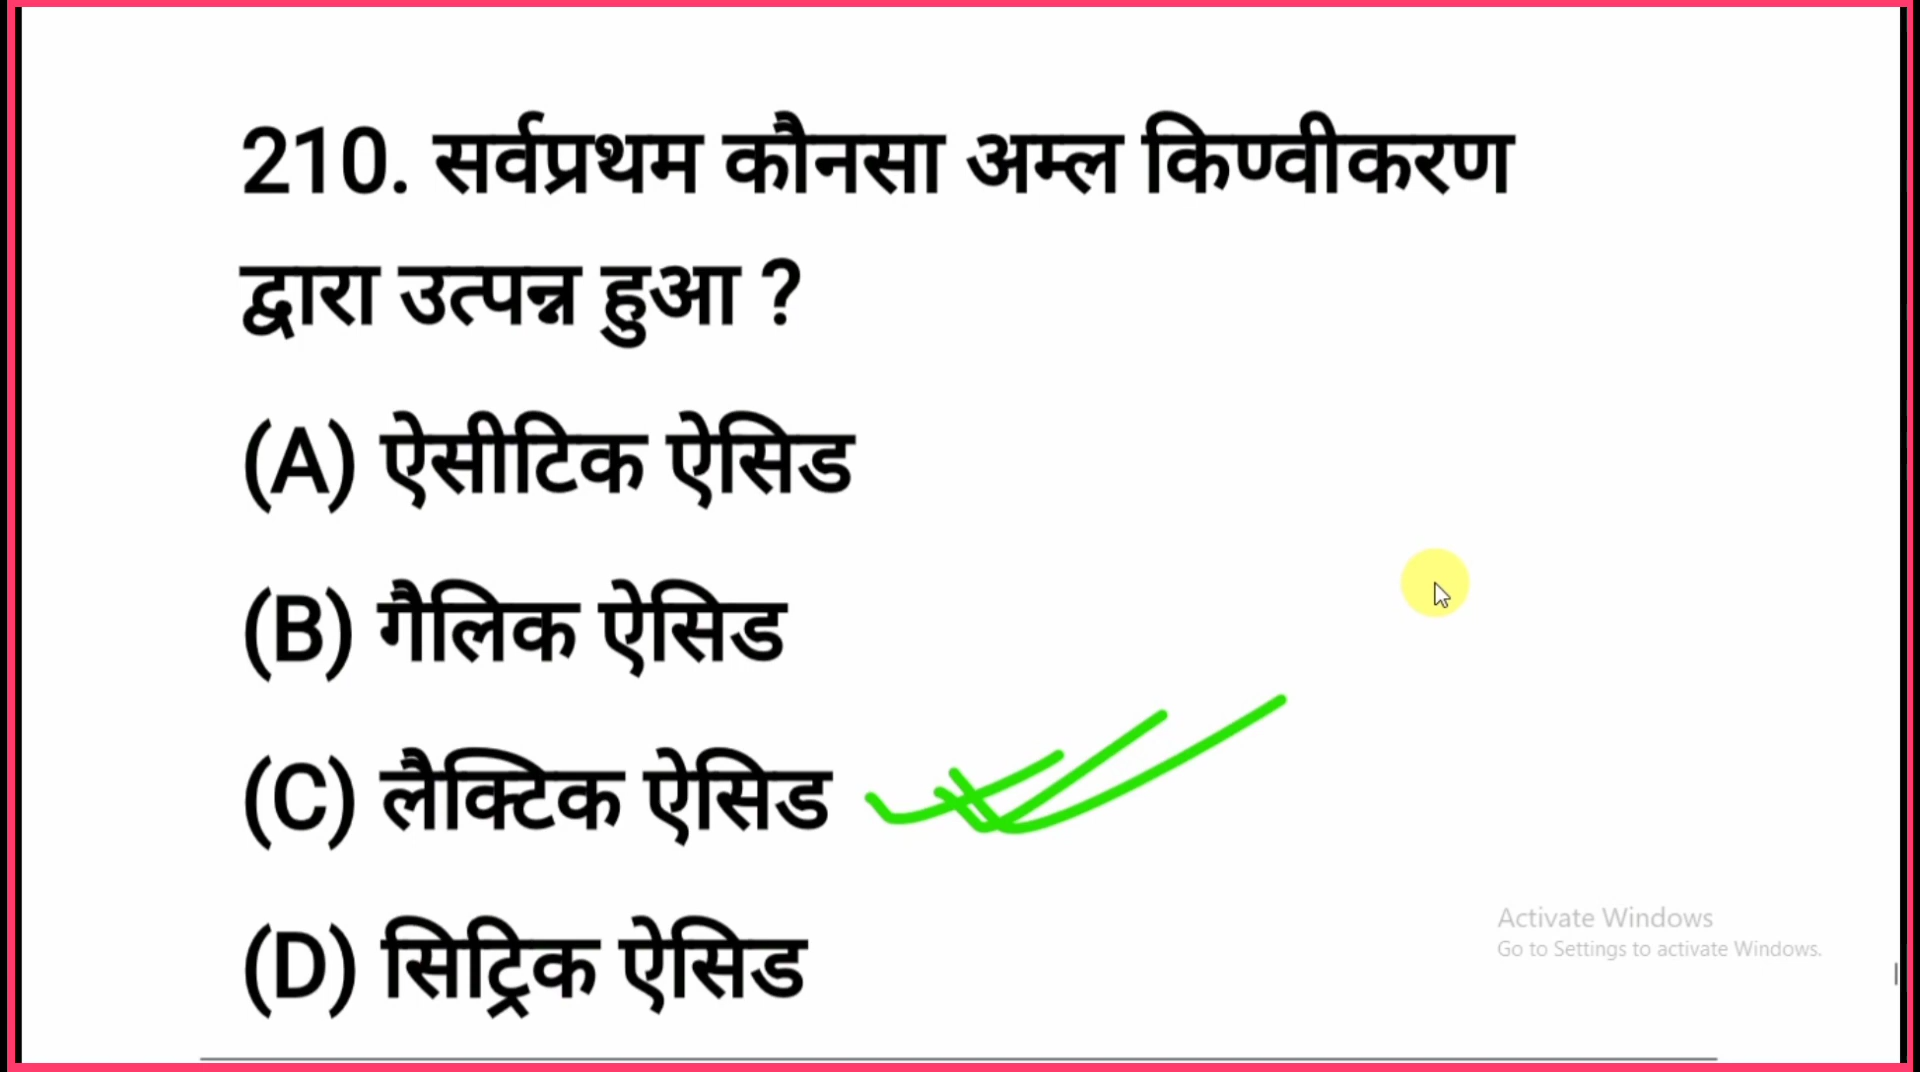 210. सर्वप्रथम कौनसा अम्ल किण्वीकरण
द्वारा उत्पन्न हुआ ?
(A) ऐसीटिक ऐसिड
(B) गैलिक ऐसिड
(C) लैक्टिक ऐसिड
(D) सिट्रिक ऐसिड
Activate Windows
Go to Settings to activate Windows.